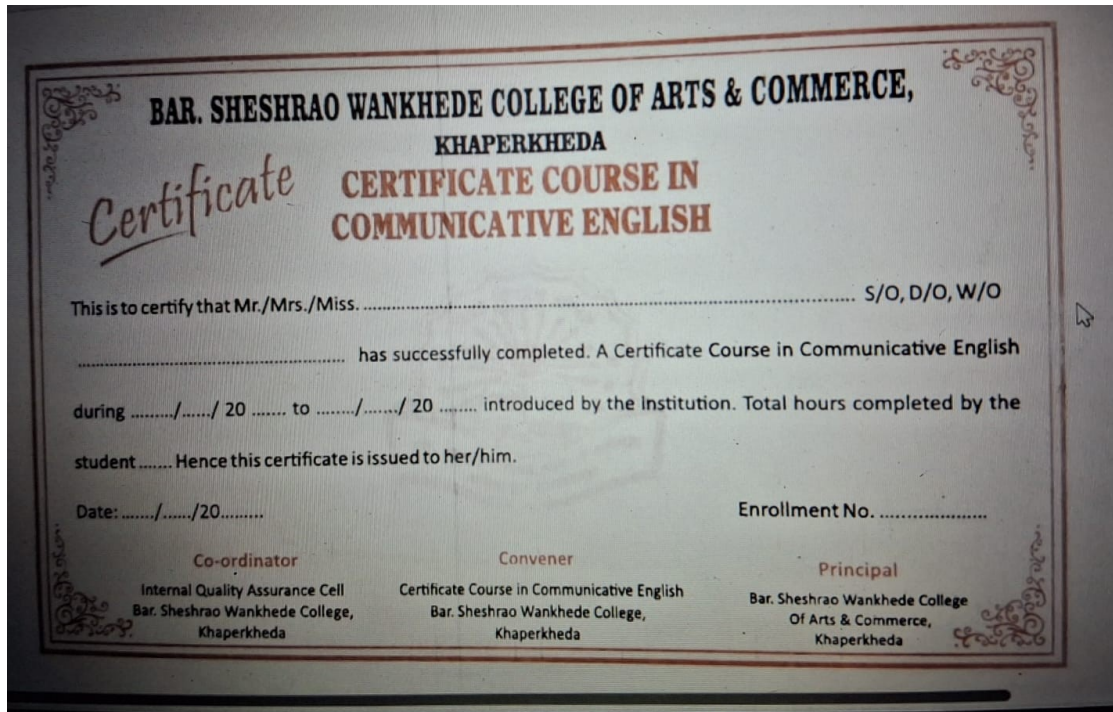 BAR. SHESHRAO WANKHEDE COLLEGE OF ARTS & COMMERCE,
KHAPERKHEDA
Certificate
CERTIFICATE COURSE IN
COMMUNICATIVE ENGLISH
This is to certify that Mr./Mrs./Miss. .................................................................................................... S/O, D/O, W/O
...................................................... has successfully completed. A Certificate Course in Communicative English
during ........./....../ 20 ....... to ......../......./ 20 ........ introduced by the Institution. Total hours completed by the
student ....... Hence this certificate is issued to her/him.
Date: ......./....../20.........
Enrollment No. ......................
Co-ordinator
Internal Quality Assurance Cell
Bar. Sheshrao Wankhede College,
Khaperkheda
Convener
Certificate Course in Communicative English
Bar. Sheshrao Wankhede College,
Khaperkheda
Principal
Bar. Sheshrao Wankhede College
Of Arts & Commerce,
Khaperkheda